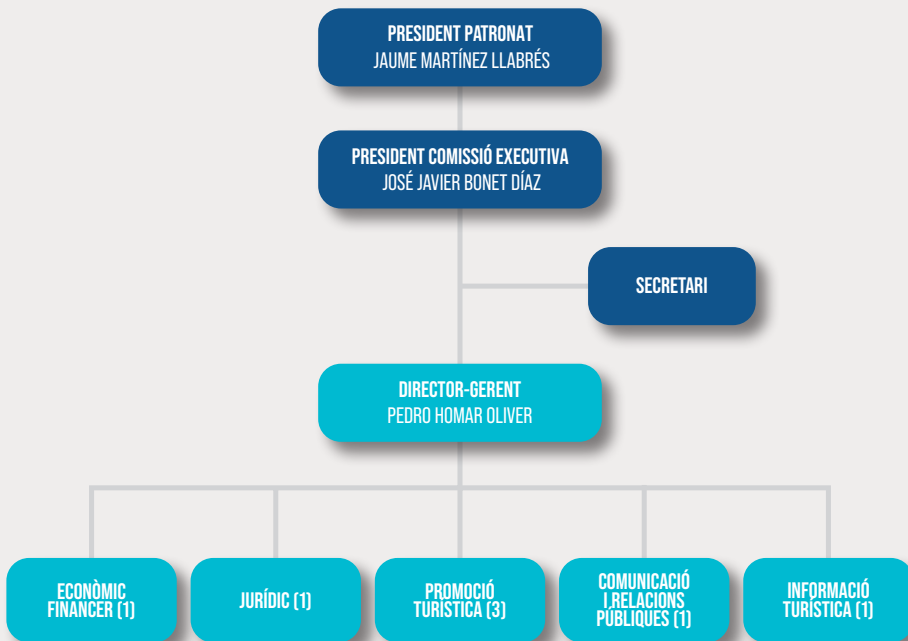 PRESIDENT PATRONAT
JAUME MARTÍNEZ LLABRÉS
PRESIDENT COMISSIÓ EXECUTIVA
JOSÉ JAVIER BONET DÍAZ
SECRETARI
DIRECTOR-GERENT
PEDRO HOMAR OLIVER
ECONÒMIC
FINANCER (1)
JURÍDIC (1)
PROMOCIÓ
TURÍSTICA (3)
COMUNICACIÓ
I RELACIONS
PÚBLIQUES (1)
INFORMACIÓ
TURÍSTICA (1)